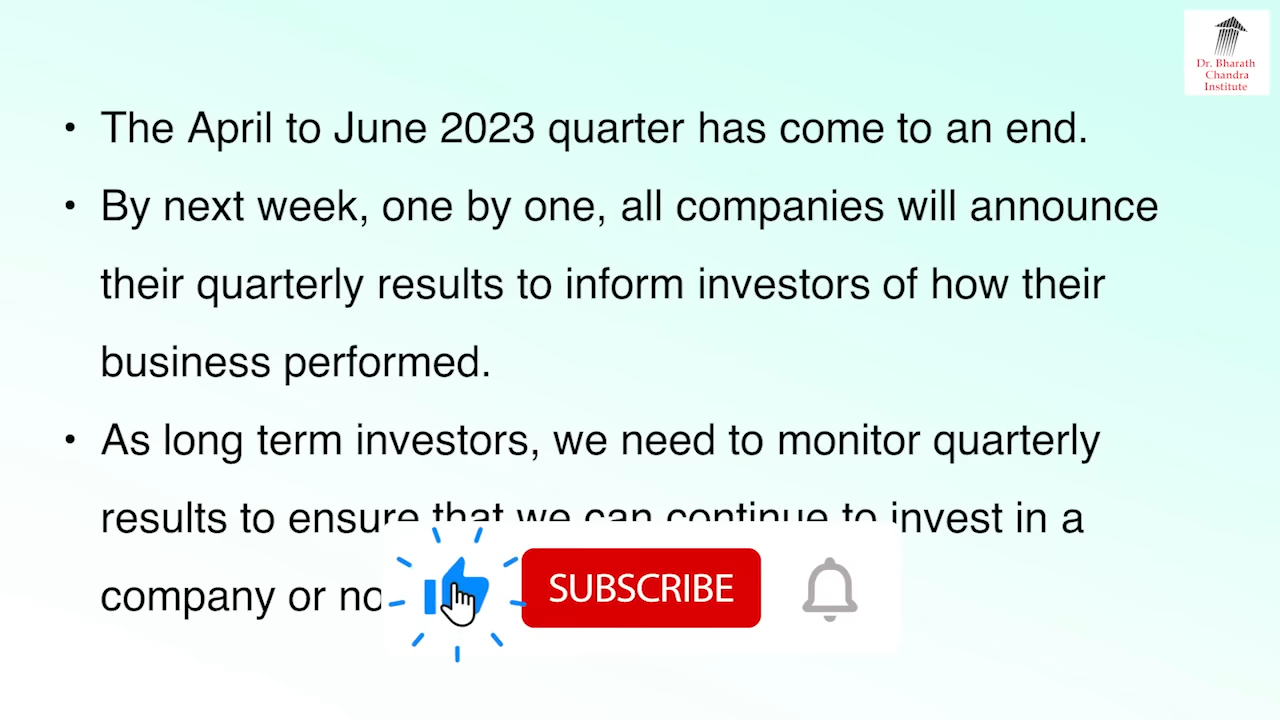 Dr. Bharath
Chandra
Institute
• The April to June 2023 quarter has come to an end.
• By next week, one by one, all companies will announce
their quarterly results to inform investors of how their
business performed.
• As long term investors, we need to monitor quarterly
results to ensure that we can continue to invest in a
company or no
SUBSCRIBE